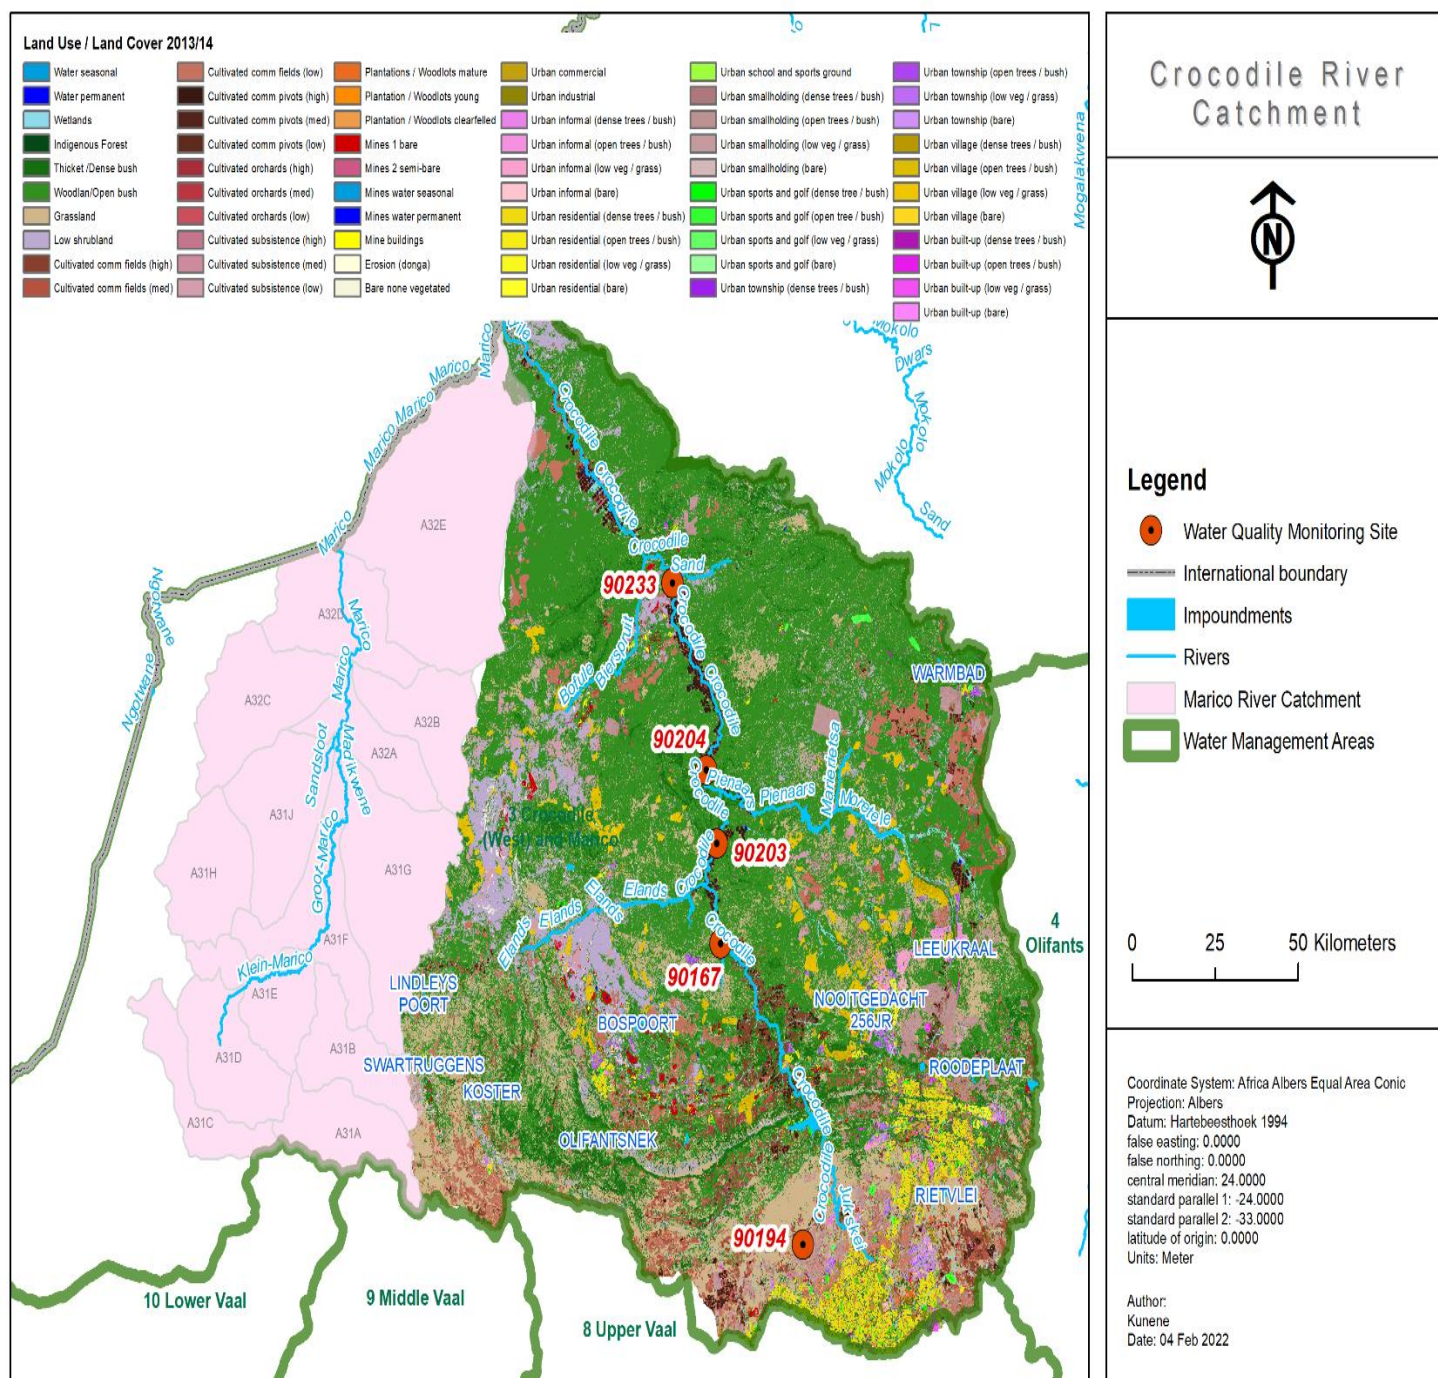 Land Use / Land Cover 2013/14
Water seasonal
Water permanent
Wetlands
Indigenous Forest
Thicket /Dense bush
Woodlan/Open bush
Grassland
Low shrubland
Cultivated comm fields (high)
Cultivated comm fields (med)
Cultivated comm fields (low)
Cultivated comm pivots (high)
Cultivated comm pivots (med)
Cultivated comm pivots (low)
Cultivated orchards (high)
Cultivated orchards (med)
Cultivated orchards (low)
Cultivated subsistence (high)
Cultivated subsistence (med)
Cultivated subsistence (low)
Plantations / Woodlots mature
Plantation / Woodlots young
Plantation / Woodlots clearfelled
Mines 1 bare
Mines 2 semi-bare
Mines water seasonal
Mines water permanent
Mine buildings
Erosion (donga)
Bare none vegetated
Urban commercial
Urban industrial
Urban informal (dense trees / bush)
Urban informal (open trees / bush)
Urban informal (low veg / grass)
Urban informal (bare)
Urban residential (dense trees / bush)
Urban residential (open trees / bush)
Urban residential (low veg / grass)
Urban residential (bare)
Urban school and sports ground
Urban smallholding (dense trees / bush)
Urban smallholding (open trees / bush)
Urban smallholding (low veg / grass)
Urban smallholding (bare)
Urban sports and golf (dense tree / bush)
Urban sports and golf (open tree / bush)
Urban sports and golf (low veg / grass)
Urban sports and golf (bare)
Urban township (dense trees / bush)
Urban township (open trees / bush)
Urban township (low veg / grass)
Urban township (bare)
Urban village (dense trees / bush)
Urban village (open trees / bush)
Urban village (low veg / grass)
Urban village (bare)
Urban built-up (dense trees / bush)
Urban built-up (open trees / bush)
Urban built-up (low veg / grass)
Urban built-up (bare)
Mogalakwena
Mokolo
Dwars
Mokolo
Mokolo
Sand
Marico
Marico
Marico
Marico
Marico
Marico
Ngotwane
Ngotwane
Crocodile
Crocodile
Crocodile
Sand
90233
Crocodile
Crocodile
Bierspruit
Bofule
WARMBAD
A32E
A32D
Marico
Marico
A32C
A32B
A32A
Sandsloot
Madikwene
A31J
Groot-Marico
A31H
A31G
A31F
Klein-Marico
A31E
A31D
A31B
A31C
A31A
90204
Pienaars
Pienaars
Crocodile
Moretele
3 Crocodile
(West) and Marico
90203
Crocodile
Elands
Elands
Elands
Elands
Crocodile
90167
4
Olifants
LEEUKRAAL
LINDLEYS
POORT
NOOITGEDACHT
256JR
BOSPOORT
SWARTRUGGENS
KOSTER
ROODEPLAAT
Crocodile
OLIFANTSNEK
Crocodile
Jukskei
RIETVLEI
90194
10 Lower Vaal
9 Middle Vaal
8 Upper Vaal
Crocodile River
Catchment
N
Legend
Water Quality Monitoring Site
International boundary
Impoundments
Rivers
Marico River Catchment
Water Management Areas
0 25 50 Kilometers
Coordinate System: Africa Albers Equal Area Conic
Projection: Albers
Datum: Hartebeesthoek 1994
false easting: 0.0000
false northing: 0.0000
central meridian: 24.0000
standard parallel 1: -24.0000
standard parallel 2: -33.0000
latitude of origin: 0.0000
Units: Meter
Author:
Kunene
Date: 04 Feb 2022